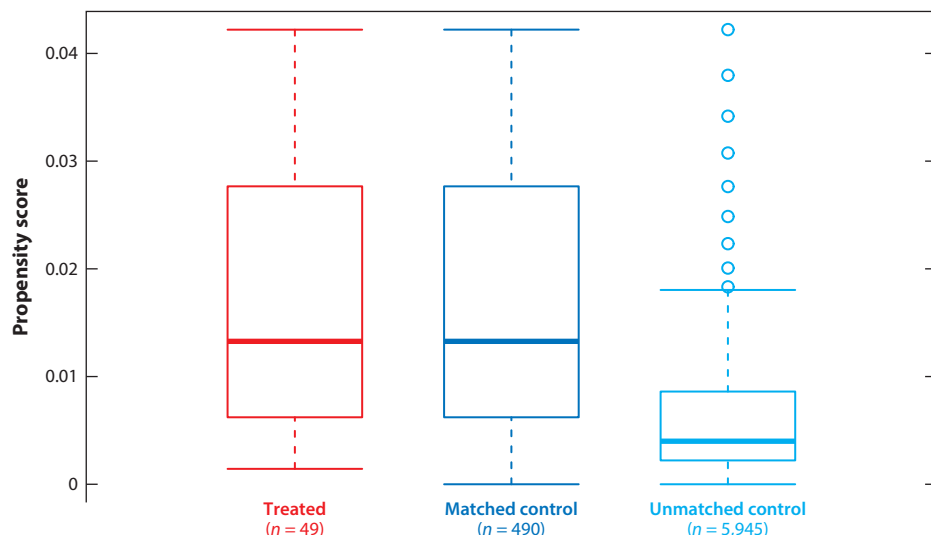 Propensity score
0.04
0.03
0.02
0.01
0
Treated
(n = 49)
Matched control
(n = 490)
Unmatched control
(n = 5.945)